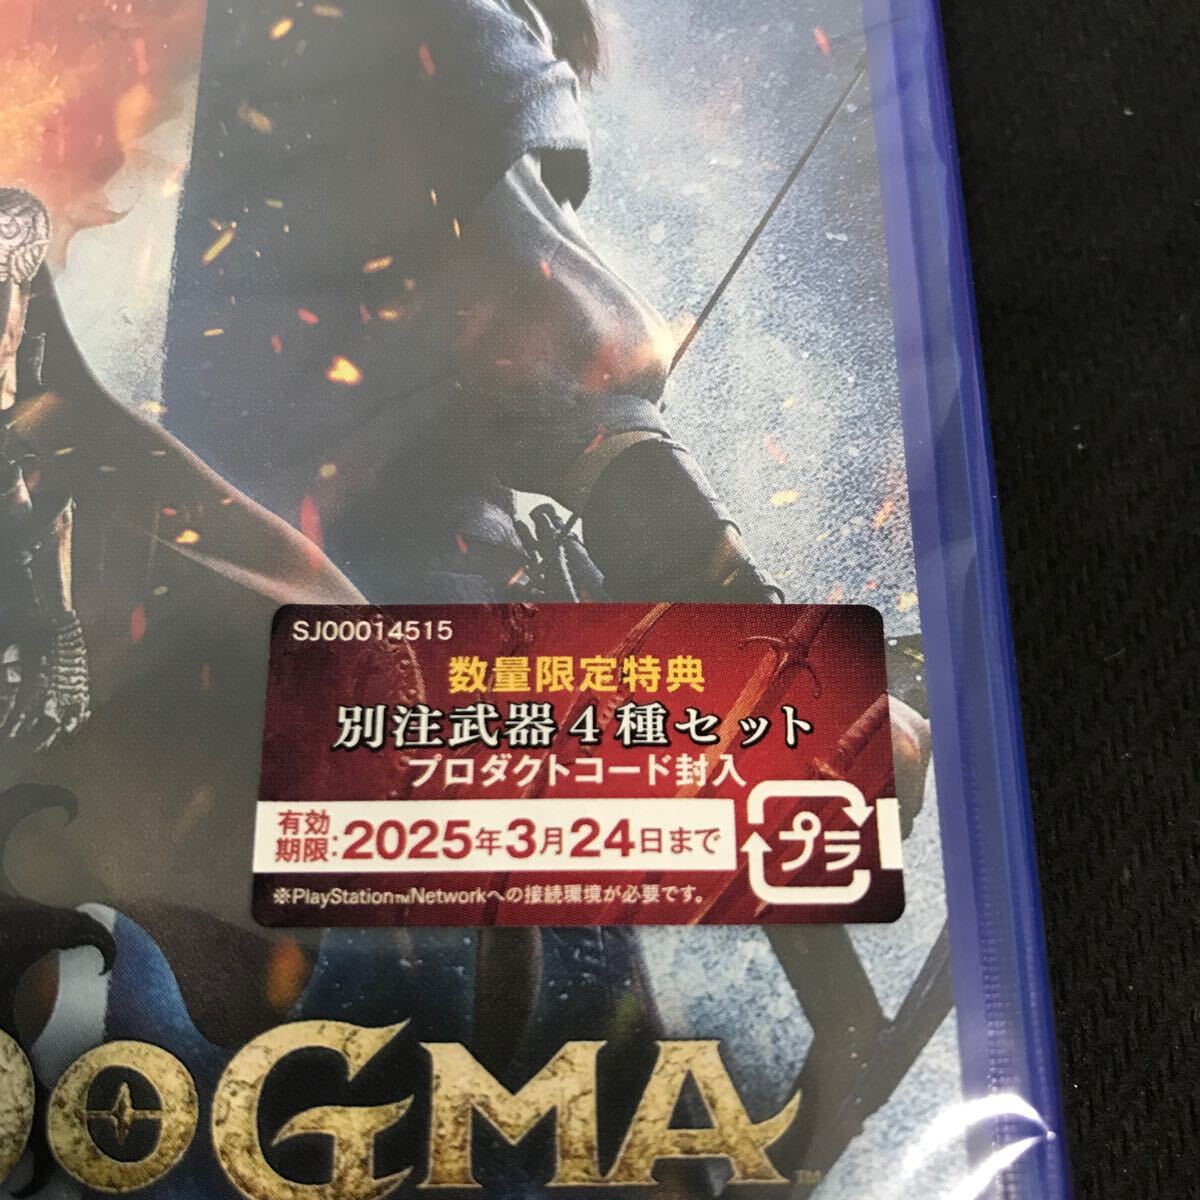 SJ00014515
数量限定特典
別注武器4種セット
プロダクトコード封入
有効期限:2025年3月24日まで
プラ
※PlayStation™Networkへの接続環境が必要です。
DOGMA™